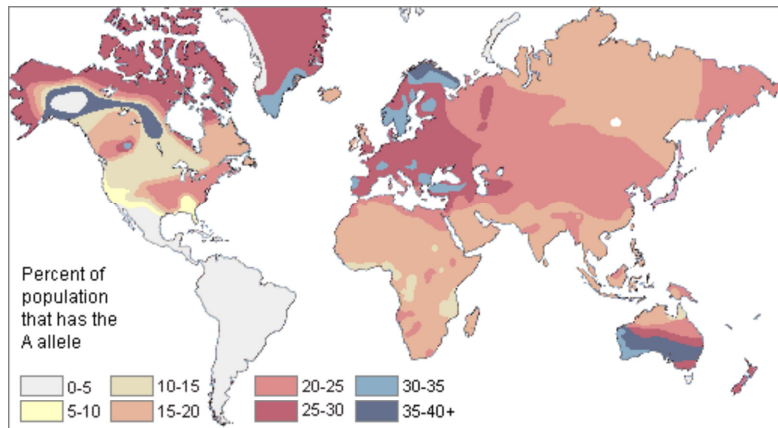 Percent of
population
that has the
A allele
0-5 10-15 20-25 30-35
5-10 15-20 25-30 35-40+